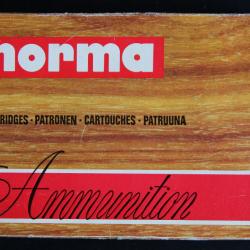 norma
RIDGES · PATRONEN · CARTOUCHES · PATRUUNA
Ammunition